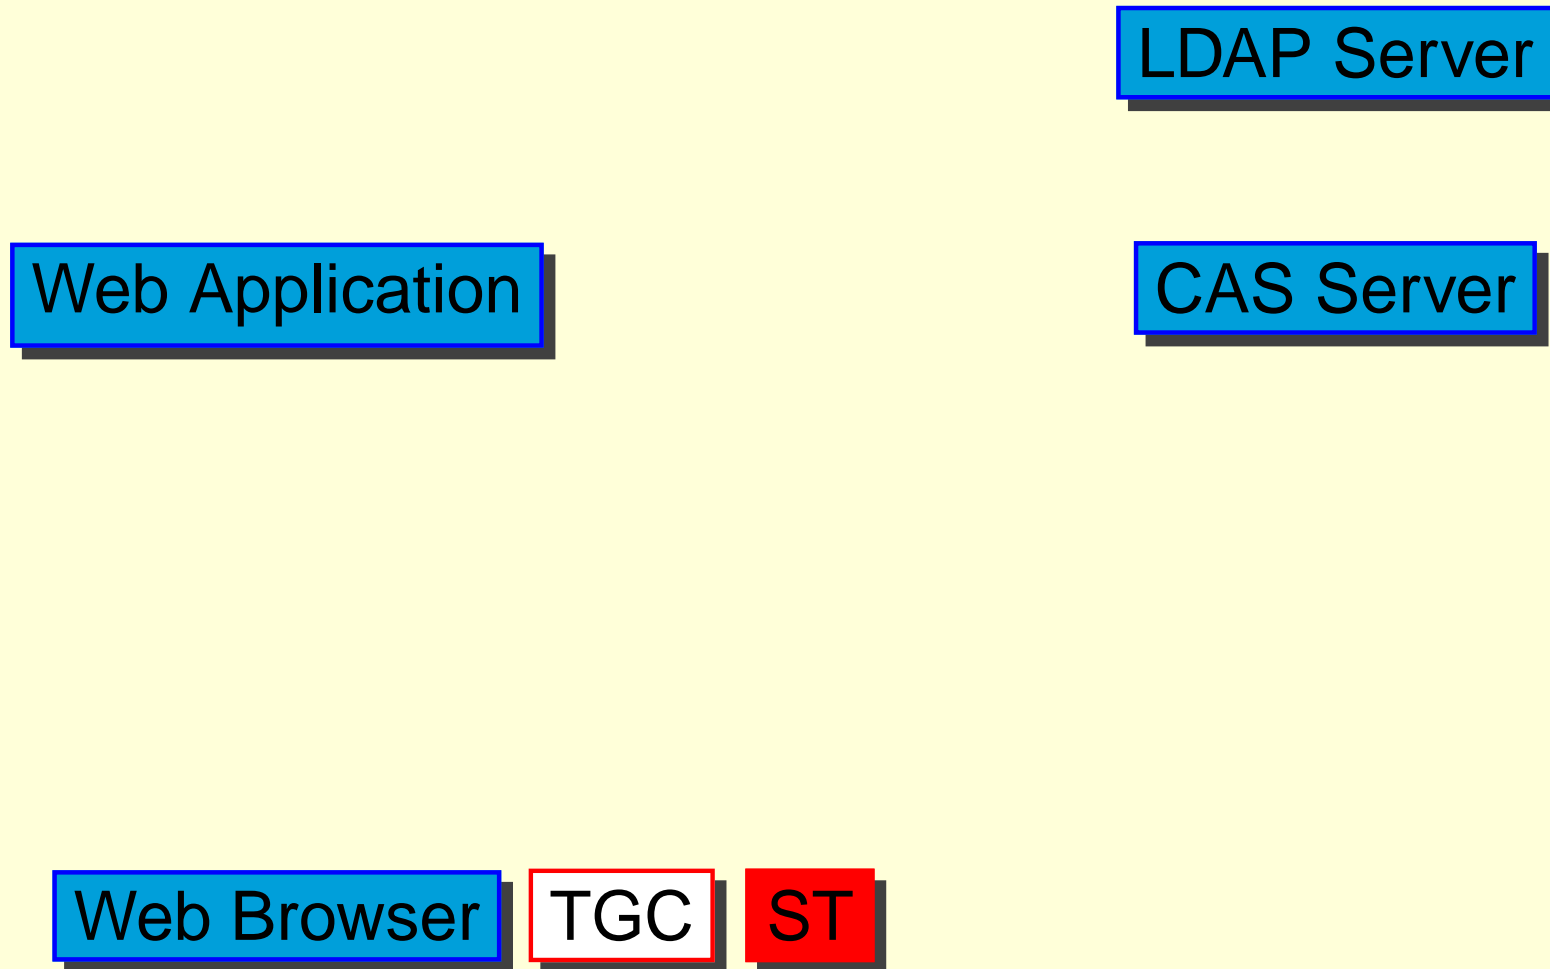 LDAP Server
Web Application
CAS Server
Web Browser
TGC
ST